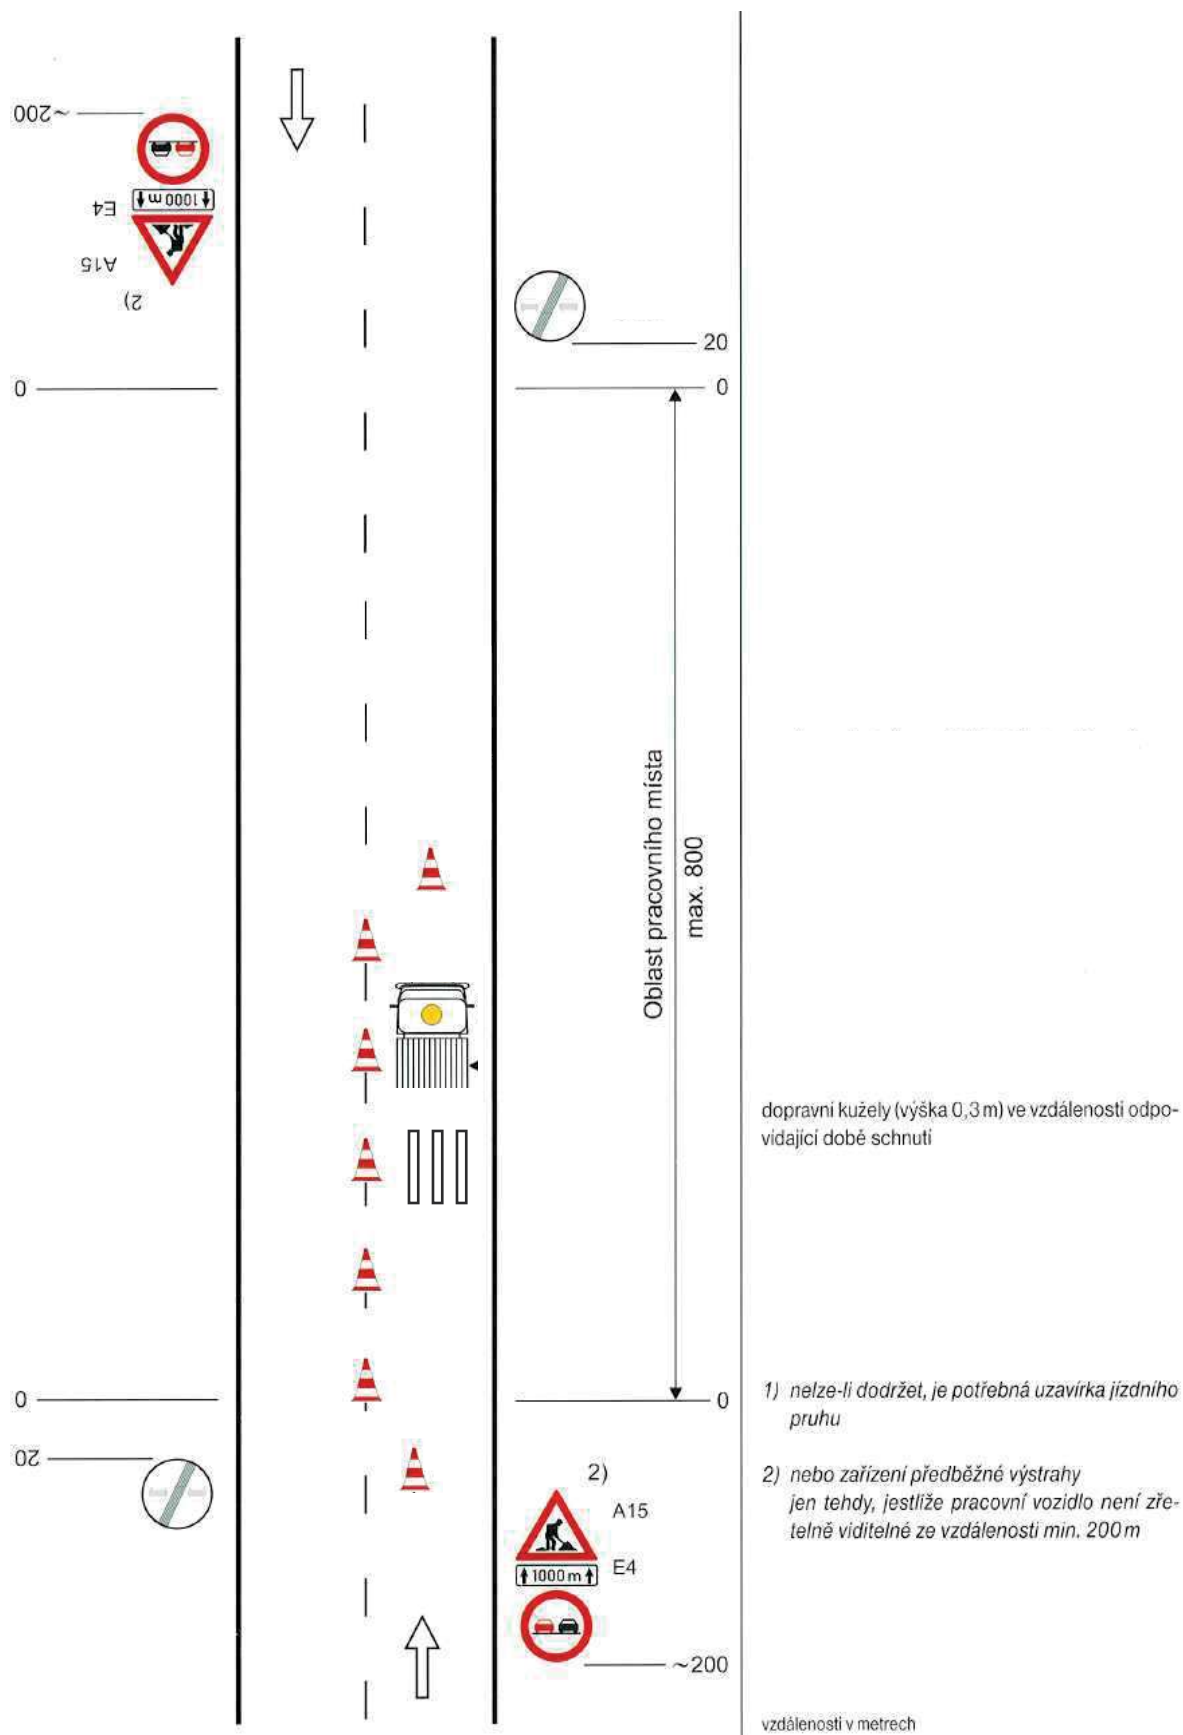 ~200
1000 m
E4
A15
2)
20
0
0
Oblast pracovního místa
max. 800
dopravní kužely (výška 0,3 m) ve vzdálenosti odpo-
vídající době schnutí
0
0
1) nelze-li dodržet, je potřebná uzavírka jízdního
pruhu
20
2)
2) nebo zařízení předběžné výstrahy
jen tehdy, jestliže pracovní vozidlo není zře-
telně viditelné ze vzdálenosti min. 200 m
A15
E4
1000 m
~200
vzdálenosti v metrech